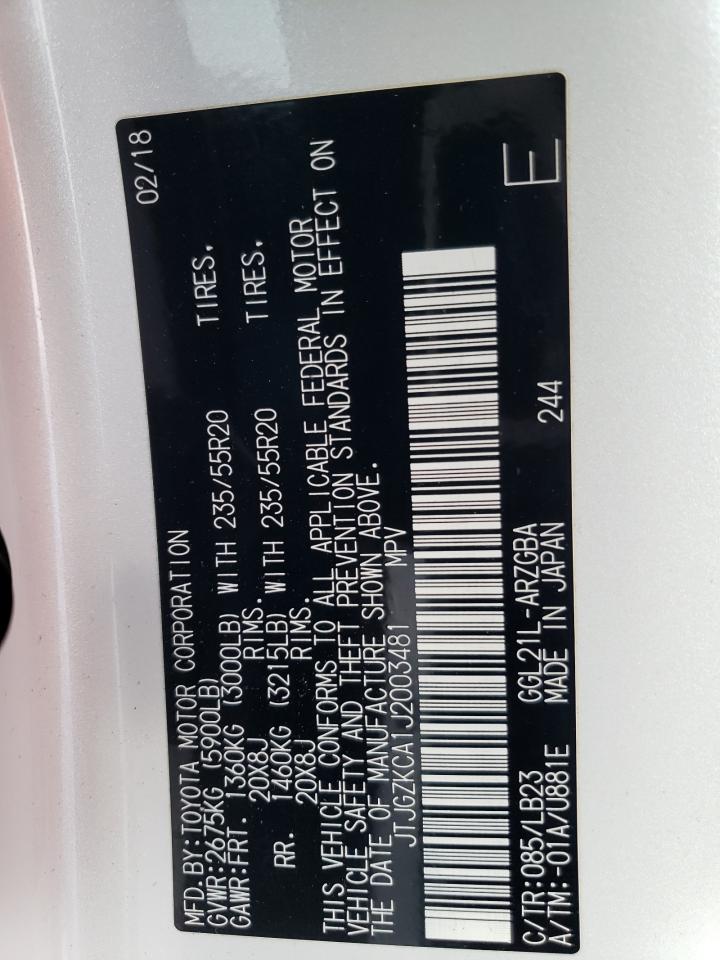 MFD.BY:TOYOTA MOTOR CORPORATION 02/18
GVWR:2675KG (5900LB)
GAWR:FRT. 1360KG (3000LB) WITH 235/55R20 TIRES.
20X8J RIMS.
RR. 1460KG (3215LB) WITH 235/55R20 TIRES.
20X8J RIMS.
THIS VEHICLE CONFORMS TO ALL APPLICABLE FEDERAL MOTOR
VEHICLE SAFETY AND THEFT PREVENTION STANDARDS IN EFFECT ON
THE DATE OF MANUFACTURE SHOWN ABOVE.
JTJGZKCA1J2003481 MPV
C/TR:085/LB23 GGL21L-ARZGBA 244 E
A/TM:-01A/U881E MADE IN JAPAN